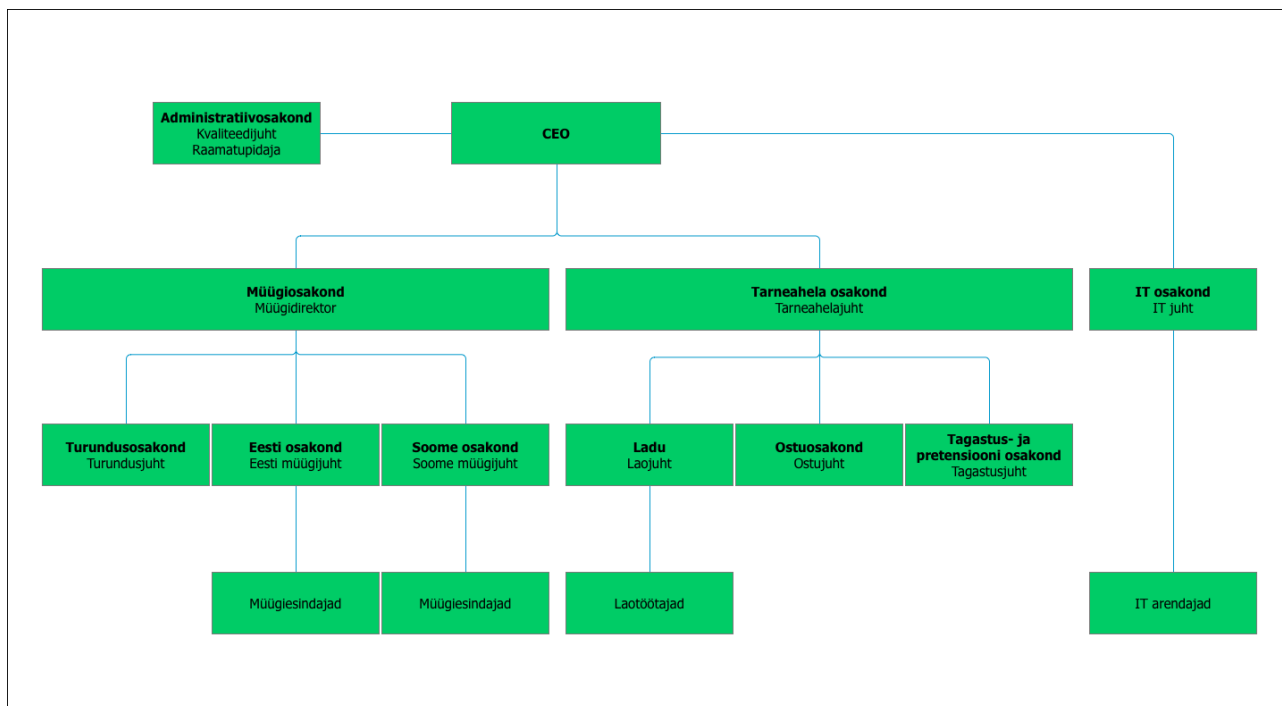 Administratiivosakond
Kvaliteedijuht
Raamatupidaja
CEO
Müügiosakond
Müügidirektor
Tarneahela osakond
Tarneahelajuht
IT osakond
IT juht
Turundusosakond
Turundusjuht
Eesti osakond
Eesti müügijuht
Soome osakond
Soome müügijuht
Ladu
Laojuht
Ostuosakond
Ostujuht
Tagastus- ja
pretensiooni osakond
Tagastusjuht
Müügiesindajad
Müügiesindajad
Laotöötajad
IT arendajad